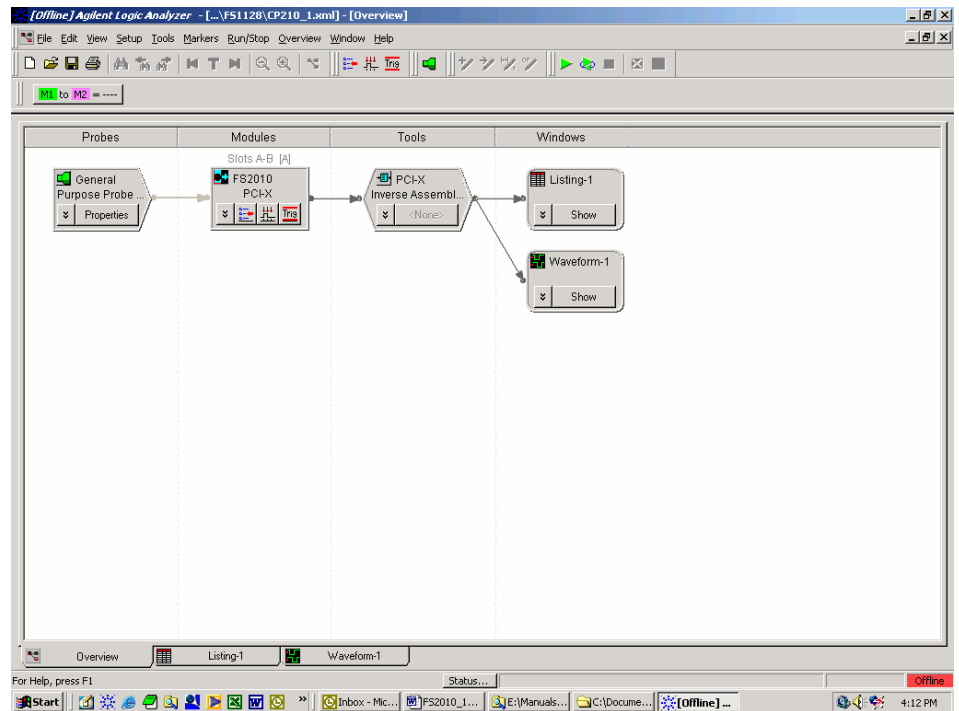 [Offline] Agilent Logic Analyzer - [...\FS1128\CP210_1.xml] - [Overview]
File Edit View Setup Tools Markers Run/Stop Overview Window Help
M1 to M2 = ----
Probes Modules Tools Windows
Slots A-B [A]
General
Purpose Probe ...
Properties
FS2010
PCI-X
Trig
PCI-X
Inverse Assembl...
<None>
Listing-1
Show
Waveform-1
Show
Overview Listing-1 Waveform-1
For Help, press F1 Status... Offline
Start Inbox - Mic... FS2010_1... E:\Manuals... C:\Docume... [Offline] ... 4:12 PM